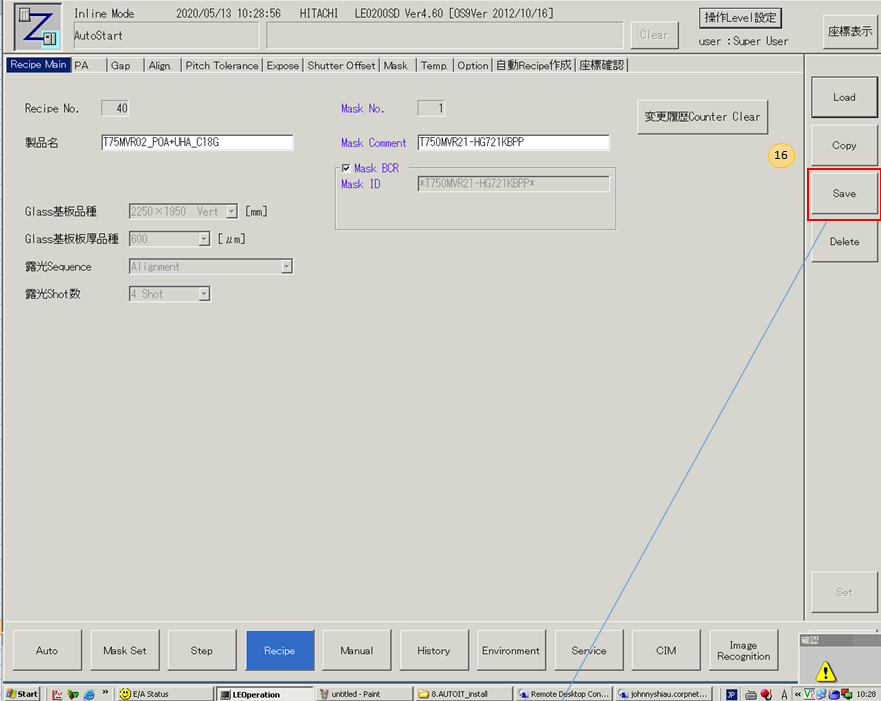 Inline Mode 2020/05/13 10:28:56 HITACHI LE0200SD Ver4.60 [OS9Ver 2012/10/16] 操作Level設定
AutoStart Clear user : Super User 座標表示
Recipe Main PA Gap Align. Pitch Tolerance Expose Shutter Offset Mask Temp. Option 自動Recipe作成 座標確認
Recipe No. 40 Mask No. 1 変更履歴Counter Clear Load
製品名 T75MVR02_POA+UHA_C18G Mask Comment T750MVR21-HG721KBPP Copy
16
Mask BCR
Mask ID *T750MVR21-HG721KBPP* Save
Glass基板品種 2250×1950 Vert [mm]
Glass基板板厚品種 600 [μm] Delete
露光Sequence Alignment
露光Shot数 4 Shot
Set
Auto Mask Set Step Recipe Manual History Environment Service CIM Image Recognition
確認
Start » E/A Status LEOperation untitled - Paint 8.AUTOIT_install Remote Desktop Con... johnnyshiau.corpnet... JP A « 10:28